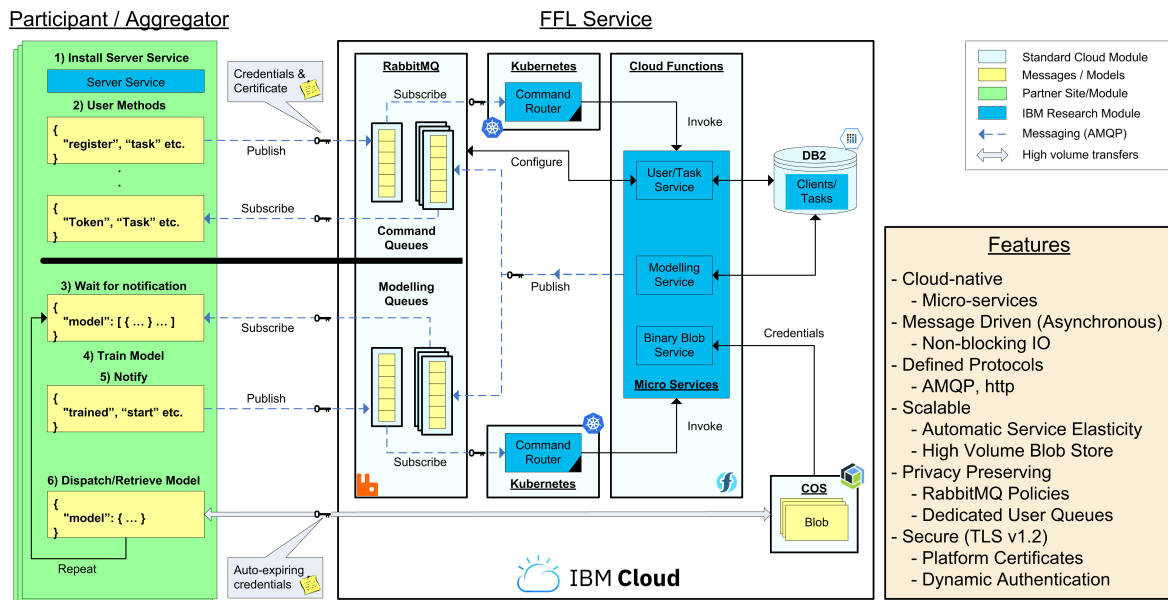 Participant / Aggregator
FFL Service
1) Install Server Service
Server Service
2) User Methods
{
"register", “task” etc.
}
.
.
{
"Token", “Task” etc.
}
3) Wait for notification
{
"model”: [ { … } … ]
}
4) Train Model
5) Notify
{
"trained”, “start” etc.
}
6) Dispatch/Retrieve Model
{
"model”: { … }
}
Repeat
Credentials &
Certificate
Publish
Subscribe
Subscribe
Publish
Auto-expiring
credentials
RabbitMQ
Subscribe
Command
Queues
Modelling
Queues
Subscribe
Kubernetes
Command
Router
Configure
Publish
Command
Router
Kubernetes
Cloud Functions
Invoke
User/Task
Service
Modelling
Service
Binary Blob
Service
Micro Services
Invoke
DB2
Clients/
Tasks
Credentials
COS
Blob
IBM Cloud
Standard Cloud Module
Messages / Models
Partner Site/Module
IBM Research Module
Messaging (AMQP)
High volume transfers
Features
- Cloud-native
- Micro-services
- Message Driven (Asynchronous)
- Non-blocking IO
- Defined Protocols
- AMQP, http
- Scalable
- Automatic Service Elasticity
- High Volume Blob Store
- Privacy Preserving
- RabbitMQ Policies
- Dedicated User Queues
- Secure (TLS v1.2)
- Platform Certificates
- Dynamic Authentication